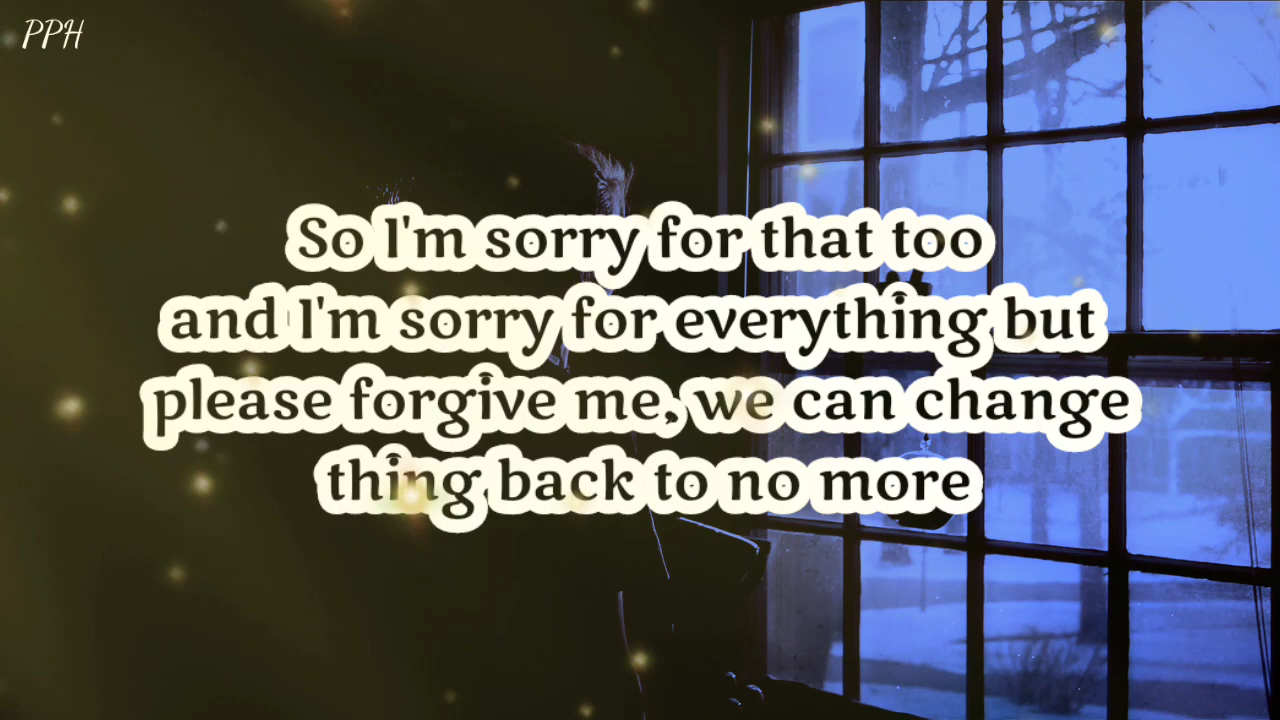 PPH
So I'm sorry for that too
and I'm sorry for everything but
please forgive me, we can change
thing back to no more